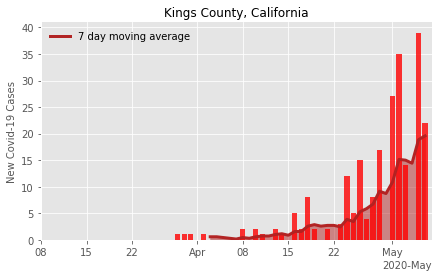 Kings County, California
7 day moving average
New Covid-19 Cases
40
35
30
25
20
15
10
5
0
08 15 22 Apr 08 15 22 May
2020-May